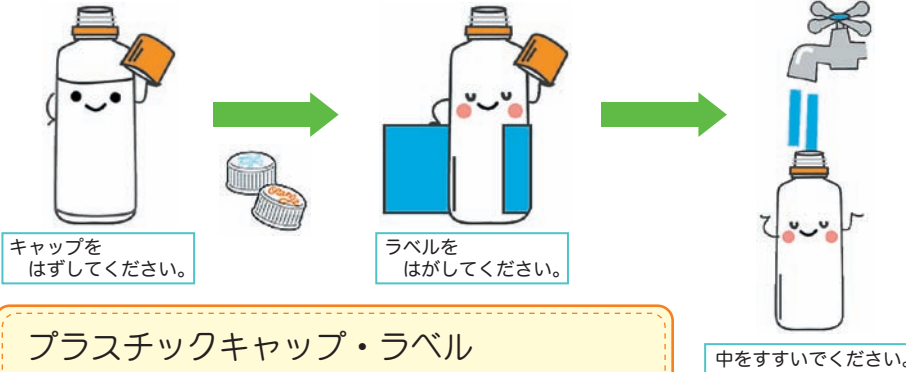 キャップを
はずしてください。
ラベルを
はがしてください。
中をすすいでください。
プラスチックキャップ・ラベル